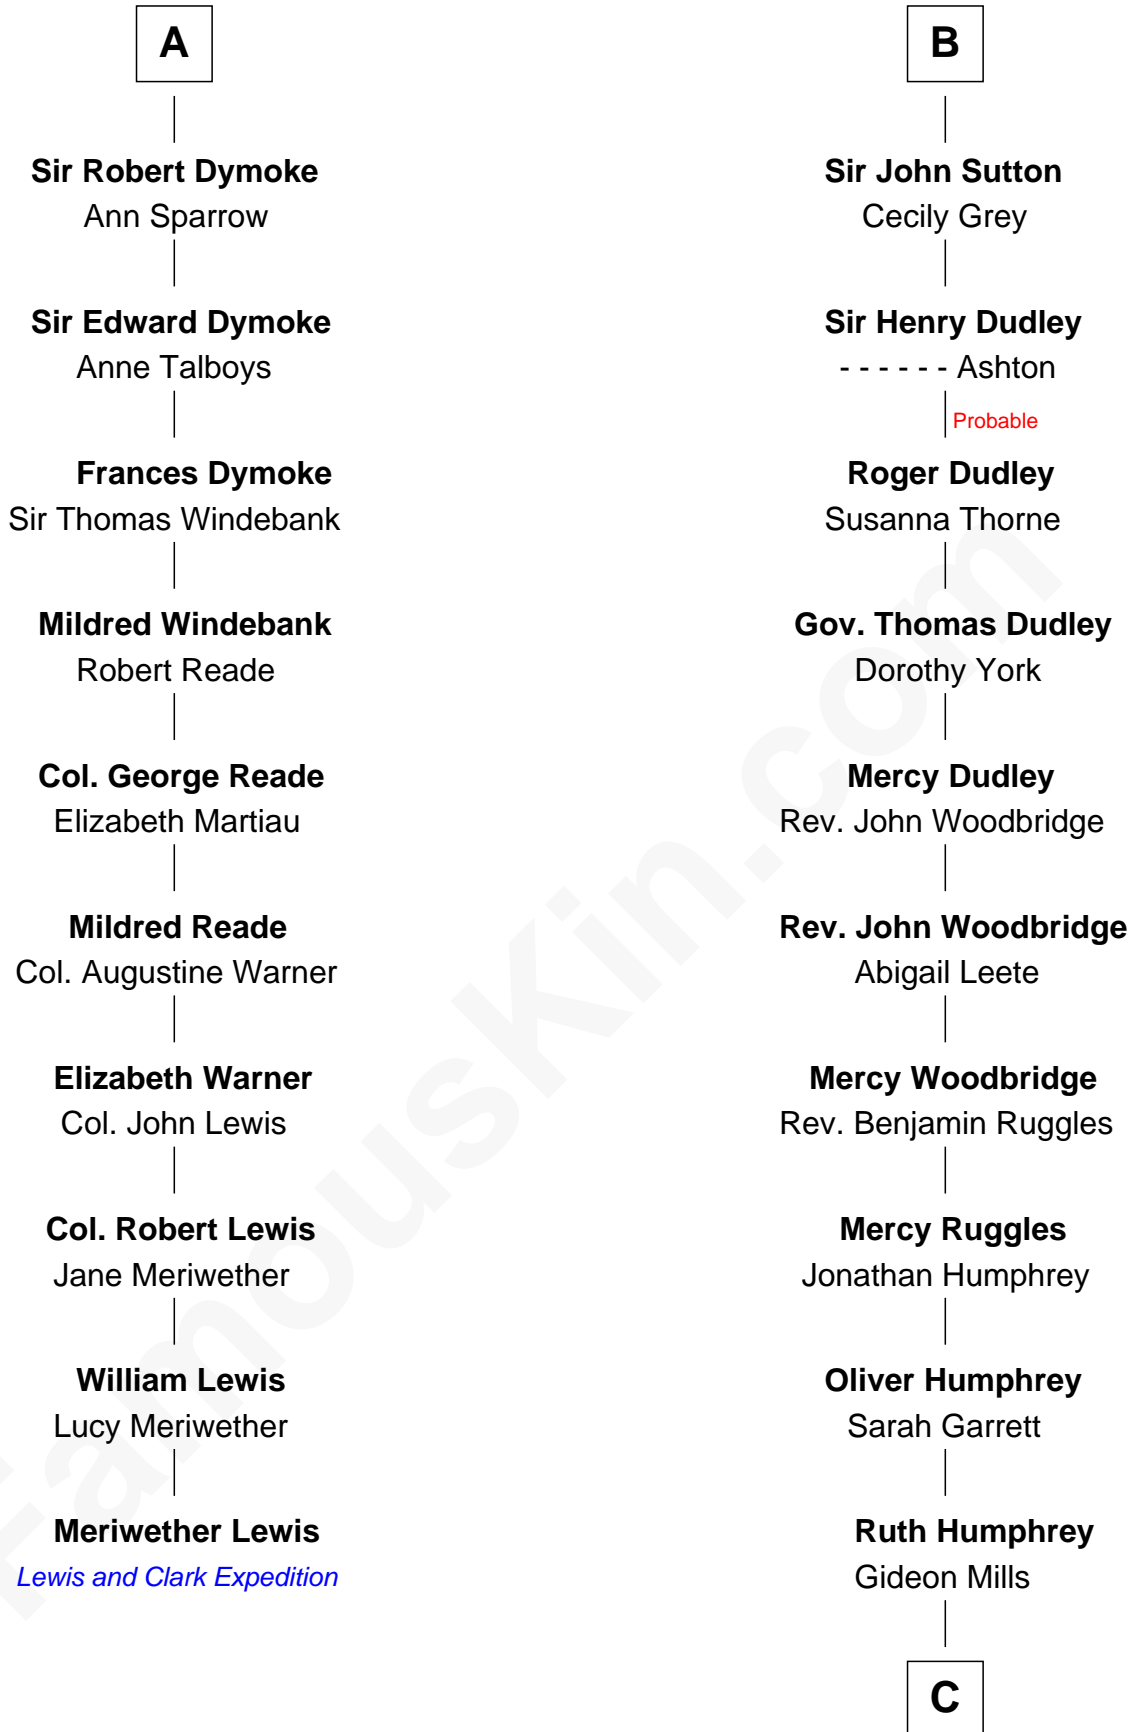 A
Sir Robert Dymoke
Ann Sparrow
Sir Edward Dymoke
Anne Talboys
Frances Dymoke
Sir Thomas Windebank
Mildred Windebank
Robert Reade
Col. George Reade
Elizabeth Martiau
Mildred Reade
Col. Augustine Warner
Elizabeth Warner
Col. John Lewis
Col. Robert Lewis
Jane Meriwether
William Lewis
Lucy Meriwether
Meriwether Lewis
Lewis and Clark Expedition
B
Sir John Sutton
Cecily Grey
Sir Henry Dudley
- - - - - - Ashton
Probable
Roger Dudley
Susanna Thorne
Gov. Thomas Dudley
Dorothy York
Mercy Dudley
Rev. John Woodbridge
Rev. John Woodbridge
Abigail Leete
Mercy Woodbridge
Rev. Benjamin Ruggles
Mercy Ruggles
Jonathan Humphrey
Oliver Humphrey
Sarah Garrett
Ruth Humphrey
Gideon Mills
C
FamousKin.com